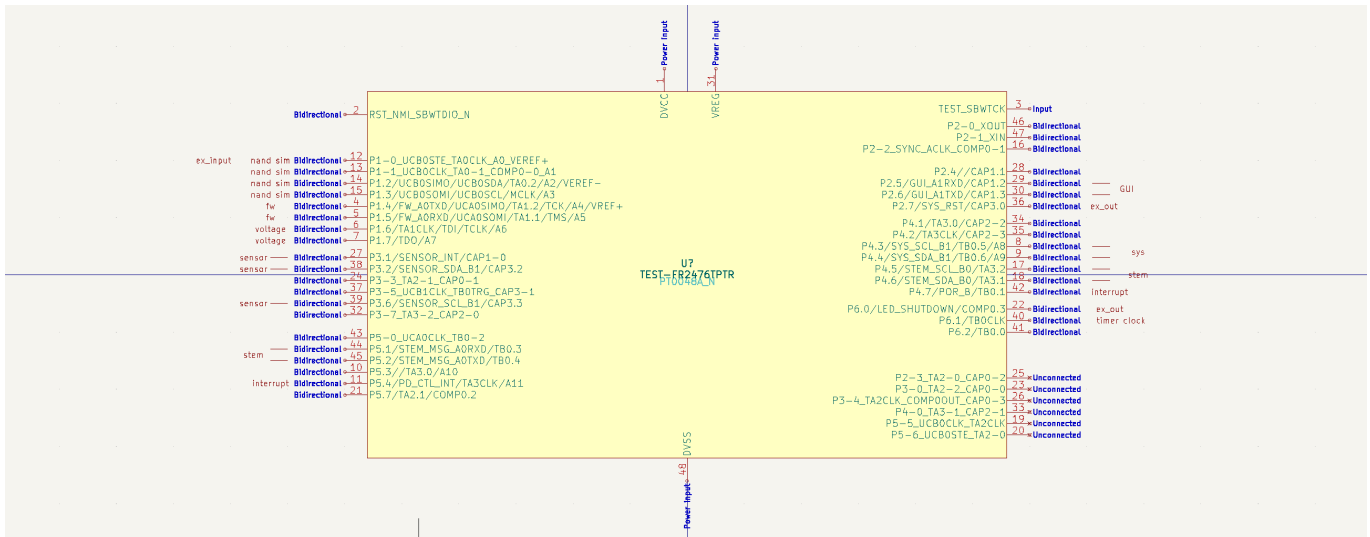 Power Input
Power Input
1
31
DVCC
VREG
Bidirectional 2 RST_NMI_SBWTDIO_N
ex_input nand sim Bidirectional 12 P1-0_UCB0STE_TA0CLK_A0_VEREF+
nand sim Bidirectional 13 P1-1_UCB0CLK_TA0-1_COMP0-0_A1
nand sim Bidirectional 14 P1.2/UCB0SIMO/UCB0SDA/TA0.2/A2/VEREF-
nand sim Bidirectional 15 P1.3/UCB0SOMI/UCB0SCL/MCLK/A3
fw Bidirectional 4 P1.4/FW_A0TXD/UCA0SIMO/TA1.2/TCK/A4/VREF+
fw Bidirectional 5 P1.5/FW_A0RXD/UCA0SOMI/TA1.1/TMS/A5
voltage Bidirectional 6 P1.6/TA1CLK/TDI/TCLK/A6
voltage Bidirectional 7 P1.7/TDO/A7
sensor Bidirectional 27 P3.1/SENSOR_INT/CAP1-0
sensor Bidirectional 38 P3.2/SENSOR_SDA_B1/CAP3.2
Bidirectional 24 P3-3_TA2-1_CAP0-1
Bidirectional 37 P3-5_UCB1CLK_TB0TRG_CAP3-1
sensor Bidirectional 39 P3.6/SENSOR_SCL_B1/CAP3.3
Bidirectional 32 P3-7_TA3-2_CAP2-0
Bidirectional 43 P5-0_UCA0CLK_TB0-2
stem
Bidirectional 44 P5.1/STEM_MSG_A0RXD/TB0.3
Bidirectional 45 P5.2/STEM_MSG_A0TXD/TB0.4
Bidirectional 10 P5.3//TA3.0/A10
interrupt Bidirectional 11 P5.4/PD_CTL_INT/TA3CLK/A11
Bidirectional 21 P5.7/TA2.1/COMP0.2
U?
TEST-FR2476TPTR
PT0048A_N
TEST_SBWTCK 3 Input
P2-0_XOUT 46 Bidirectional
P2-1_XIN 47 Bidirectional
P2-2_SYNC_ACLK_COMP0-1 16 Bidirectional
P2.4//CAP1.1 28 Bidirectional
P2.5/GUI_A1RXD/CAP1.2 29 Bidirectional
GUI
P2.6/GUI_A1TXD/CAP1.3 30 Bidirectional
P2.7/SYS_RST/CAP3.0 36 Bidirectional ex_out
P4.1/TA3.0/CAP2-2 34 Bidirectional
P4.2/TA3CLK/CAP2-3 35 Bidirectional
P4.3/SYS_SCL_B1/TB0.5/A8 8 Bidirectional
sys
P4.4/SYS_SDA_B1/TB0.6/A9 9 Bidirectional
P4.5/STEM_SCL_B0/TA3.2 17 Bidirectional
stem
P4.6/STEM_SDA_B0/TA3.1 18 Bidirectional
P4.7/POR_B/TB0.1 42 Bidirectional interrupt
P6.0/LED_SHUTDOWN/COMP0.3 22 Bidirectional ex_out
P6.1/TB0CLK 40 Bidirectional timer clock
P6.2/TB0.0 41 Bidirectional
P2-3_TA2-0_CAP0-2 25 Unconnected
P3-0_TA2-2_CAP0-0 23 Unconnected
P3-4_TA2CLK_COMP0OUT_CAP0-3 26 Unconnected
P4-0_TA3-1_CAP2-1 33 Unconnected
P5-5_UCB0CLK_TA2CLK 19 Unconnected
P5-6_UCB0STE_TA2-0 20 Unconnected
DVSS
48
Power Input